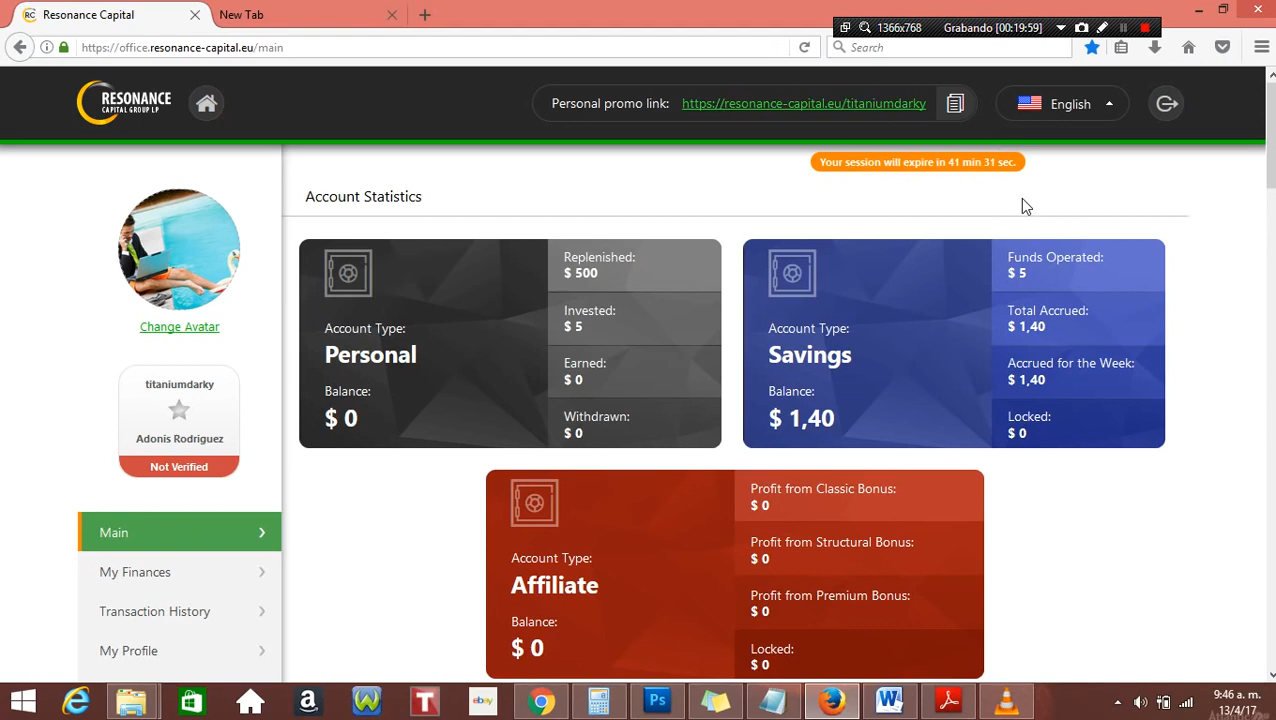 Resonance Capital
New Tab
1366x768 Grabando [00:19:59]
https://office.resonance-capital.eu/main
Search
RESONANCE
CAPITAL GROUP LP
Personal promo link: https://resonance-capital.eu/titaniumdarky
English
Your session will expire in 41 min 31 sec.
Account Statistics
Change Avatar
titaniumdarky
Adonis Rodriguez
Not Verified
Main
My Finances
Transaction History
My Profile
Account Type:
Personal
Balance:
$ 0
Replenished:
$ 500
Invested:
$ 5
Earned:
$ 0
Withdrawn:
$ 0
Account Type:
Savings
Balance:
$ 1,40
Funds Operated:
$ 5
Total Accrued:
$ 1,40
Accrued for the Week:
$ 1,40
Locked:
$ 0
Account Type:
Affiliate
Balance:
$ 0
Profit from Classic Bonus:
$ 0
Profit from Structural Bonus:
$ 0
Profit from Premium Bonus:
$ 0
Locked:
$ 0
9:46 a. m.
13/4/17